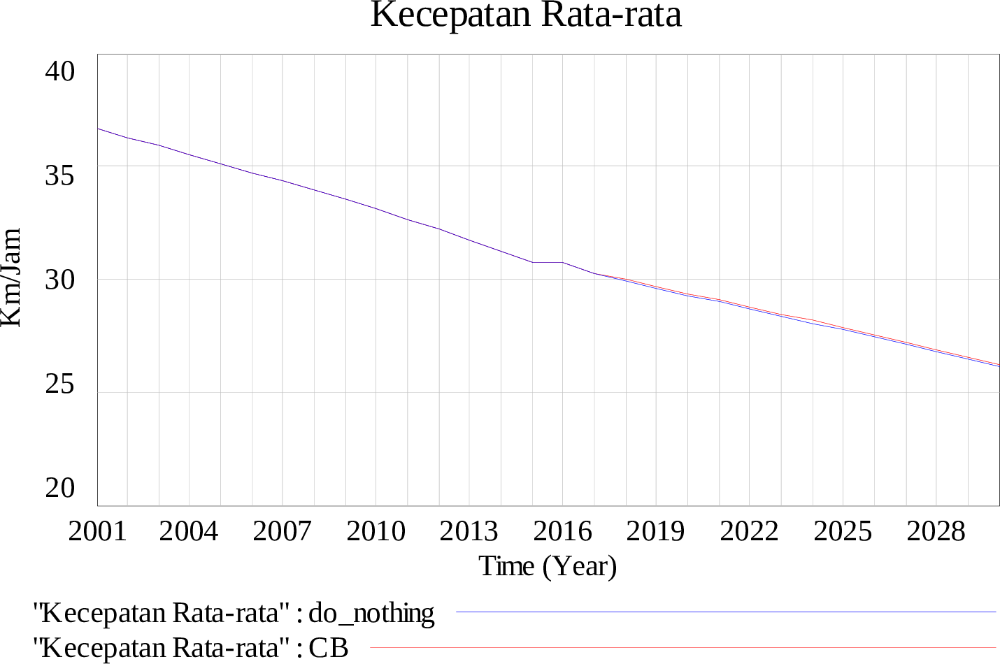 Kecepatan Rata-rata
40
35
30
25
20
Km/Jam
2001 2004 2007 2010 2013 2016 2019 2022 2025 2028
Time (Year)
"Kecepatan Rata-rata" : do_nothing
"Kecepatan Rata-rata" : CB